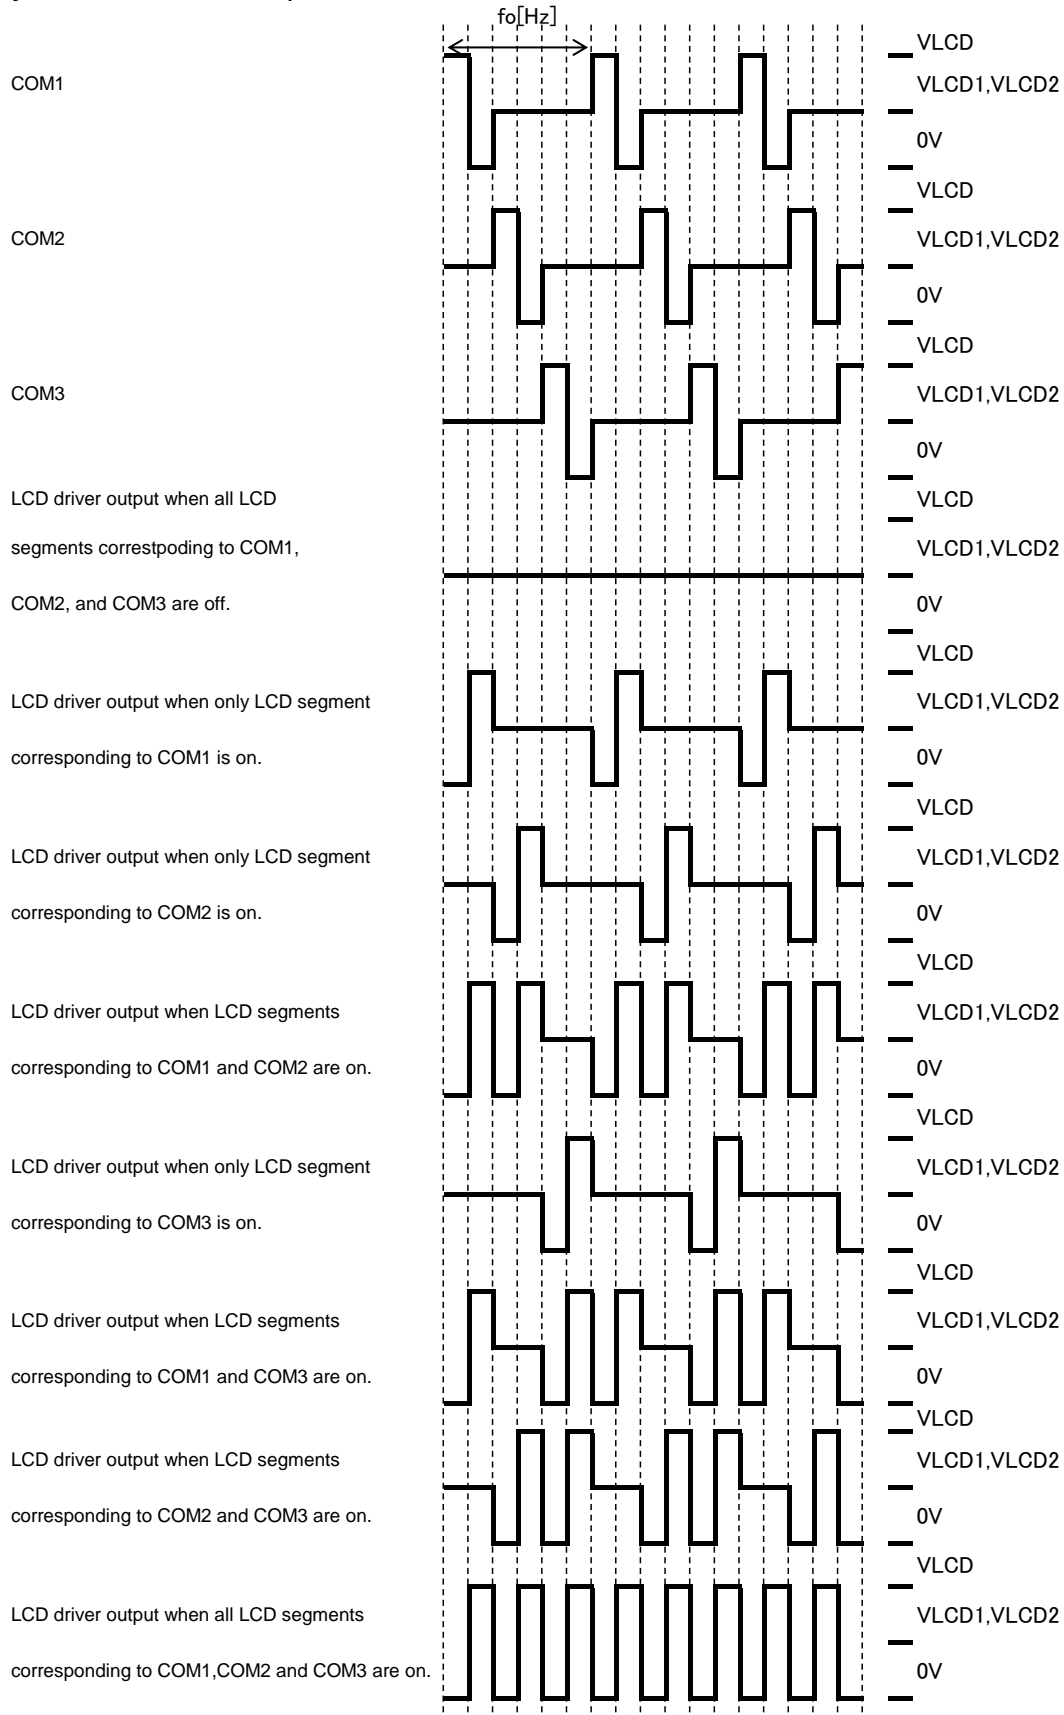 fo[Hz]
VLCD
COM1
VLCD1,VLCD2
0V
VLCD
COM2
VLCD1,VLCD2
0V
VLCD
COM3
VLCD1,VLCD2
0V
LCD driver output when all LCD
VLCD
segments correstpoding to COM1,
VLCD1,VLCD2
COM2, and COM3 are off.
0V
VLCD
LCD driver output when only LCD segment
VLCD1,VLCD2
corresponding to COM1 is on.
0V
VLCD
LCD driver output when only LCD segment
VLCD1,VLCD2
corresponding to COM2 is on.
0V
VLCD
LCD driver output when LCD segments
VLCD1,VLCD2
corresponding to COM1 and COM2 are on.
0V
VLCD
LCD driver output when only LCD segment
VLCD1,VLCD2
corresponding to COM3 is on.
0V
VLCD
LCD driver output when LCD segments
VLCD1,VLCD2
corresponding to COM1 and COM3 are on.
0V
VLCD
LCD driver output when LCD segments
VLCD1,VLCD2
corresponding to COM2 and COM3 are on.
0V
VLCD
LCD driver output when all LCD segments
VLCD1,VLCD2
corresponding to COM1,COM2 and COM3 are on.
0V